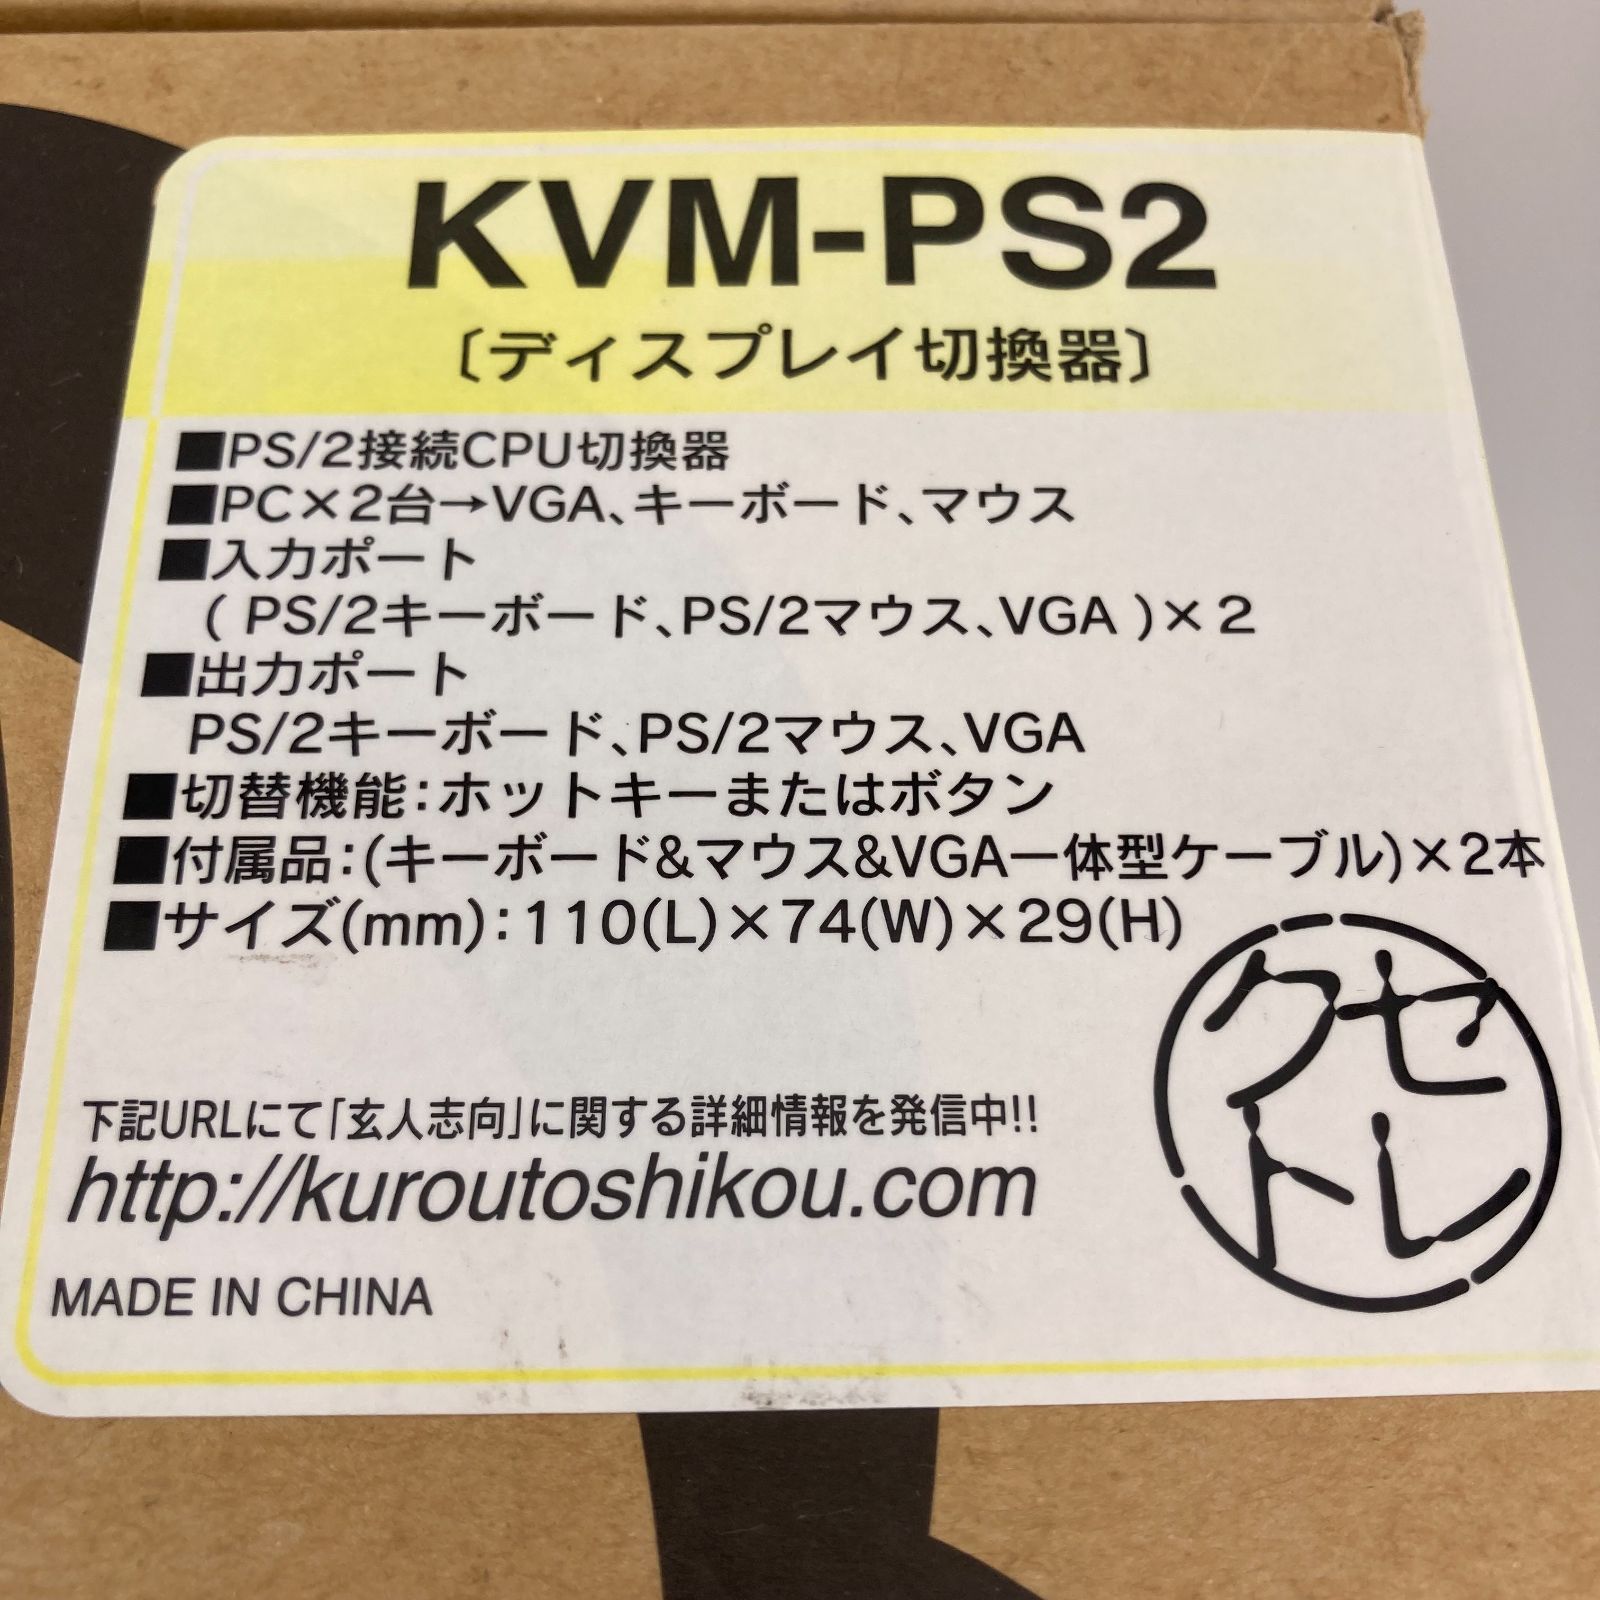 KVM-PS2
〔ディスプレイ切換器〕
■PS/2接続CPU切換器
■PC×2台→VGA、キーボード、マウス
■入力ポート
( PS/2キーボード、PS/2マウス、VGA )×2
■出力ポート
PS/2キーボード、PS/2マウス、VGA
■切替機能：ホットキーまたはボタン
■付属品：(キーボード&マウス&VGA一体型ケーブル)×2本
■サイズ(mm)：110(L)×74(W)×29(H)
下記URLにて「玄人志向」に関する詳細情報を発信中!!
http://kuroutoshikou.com
MADE IN CHINA
セレクト